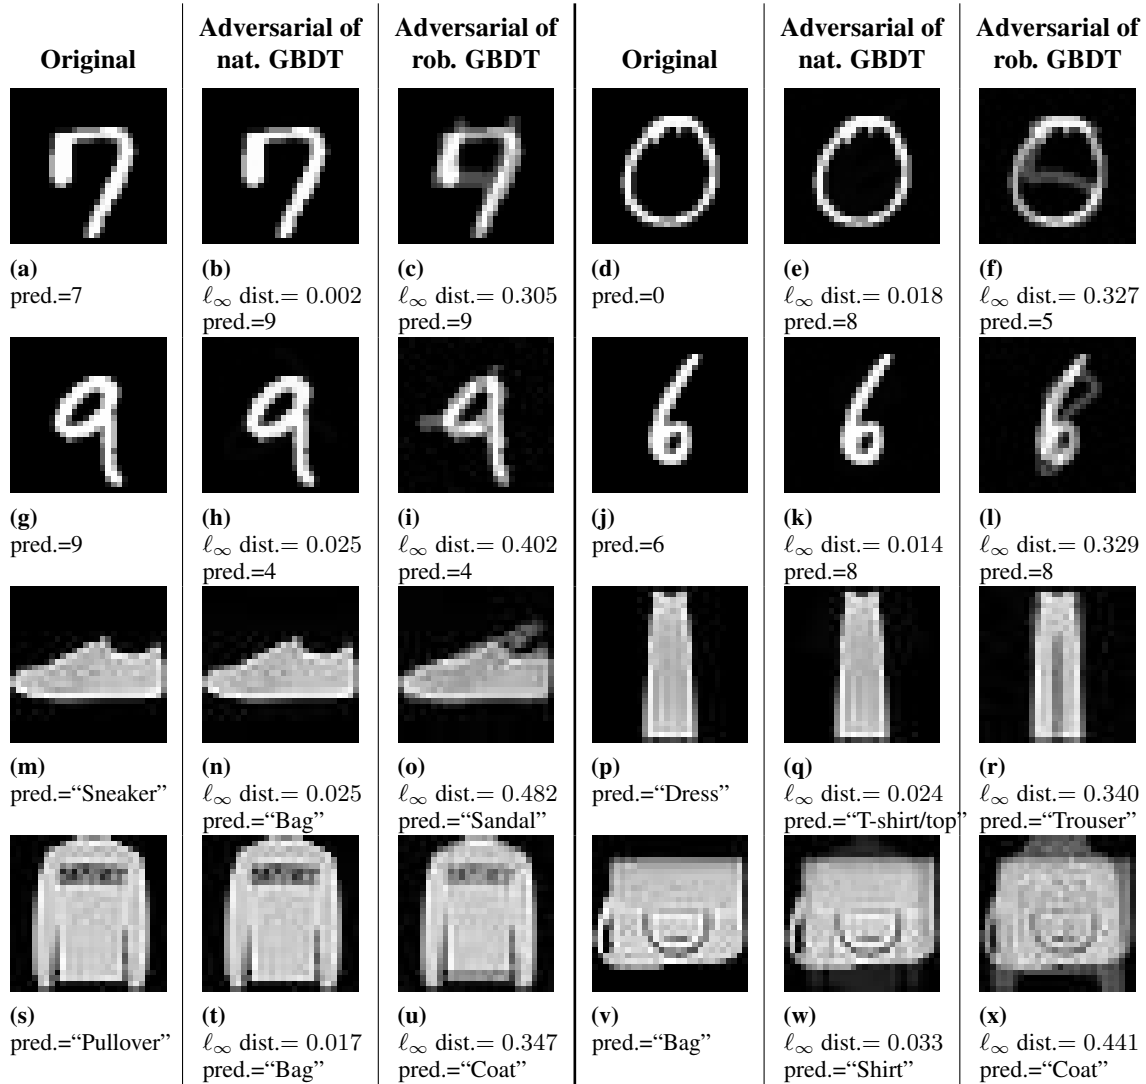 Original
Adversarial of
nat. GBDT
Adversarial of
rob. GBDT
Original
Adversarial of
nat. GBDT
Adversarial of
rob. GBDT
(a)
pred.=7
(b)
ℓ∞ dist.= 0.002
pred.=9
(c)
ℓ∞ dist.= 0.305
pred.=9
(d)
pred.=0
(e)
ℓ∞ dist.= 0.018
pred.=8
(f)
ℓ∞ dist.= 0.327
pred.=5
(g)
pred.=9
(h)
ℓ∞ dist.= 0.025
pred.=4
(i)
ℓ∞ dist.= 0.402
pred.=4
(j)
pred.=6
(k)
ℓ∞ dist.= 0.014
pred.=8
(l)
ℓ∞ dist.= 0.329
pred.=8
(m)
pred.=“Sneaker”
(n)
ℓ∞ dist.= 0.025
pred.=“Bag”
(o)
ℓ∞ dist.= 0.482
pred.=“Sandal”
(p)
pred.=“Dress”
(q)
ℓ∞ dist.= 0.024
pred.=“T-shirt/top”
(r)
ℓ∞ dist.= 0.340
pred.=“Trouser”
(s)
pred.=“Pullover”
(t)
ℓ∞ dist.= 0.017
pred.=“Bag”
(u)
ℓ∞ dist.= 0.347
pred.=“Coat”
(v)
pred.=“Bag”
(w)
ℓ∞ dist.= 0.033
pred.=“Shirt”
(x)
ℓ∞ dist.= 0.441
pred.=“Coat”